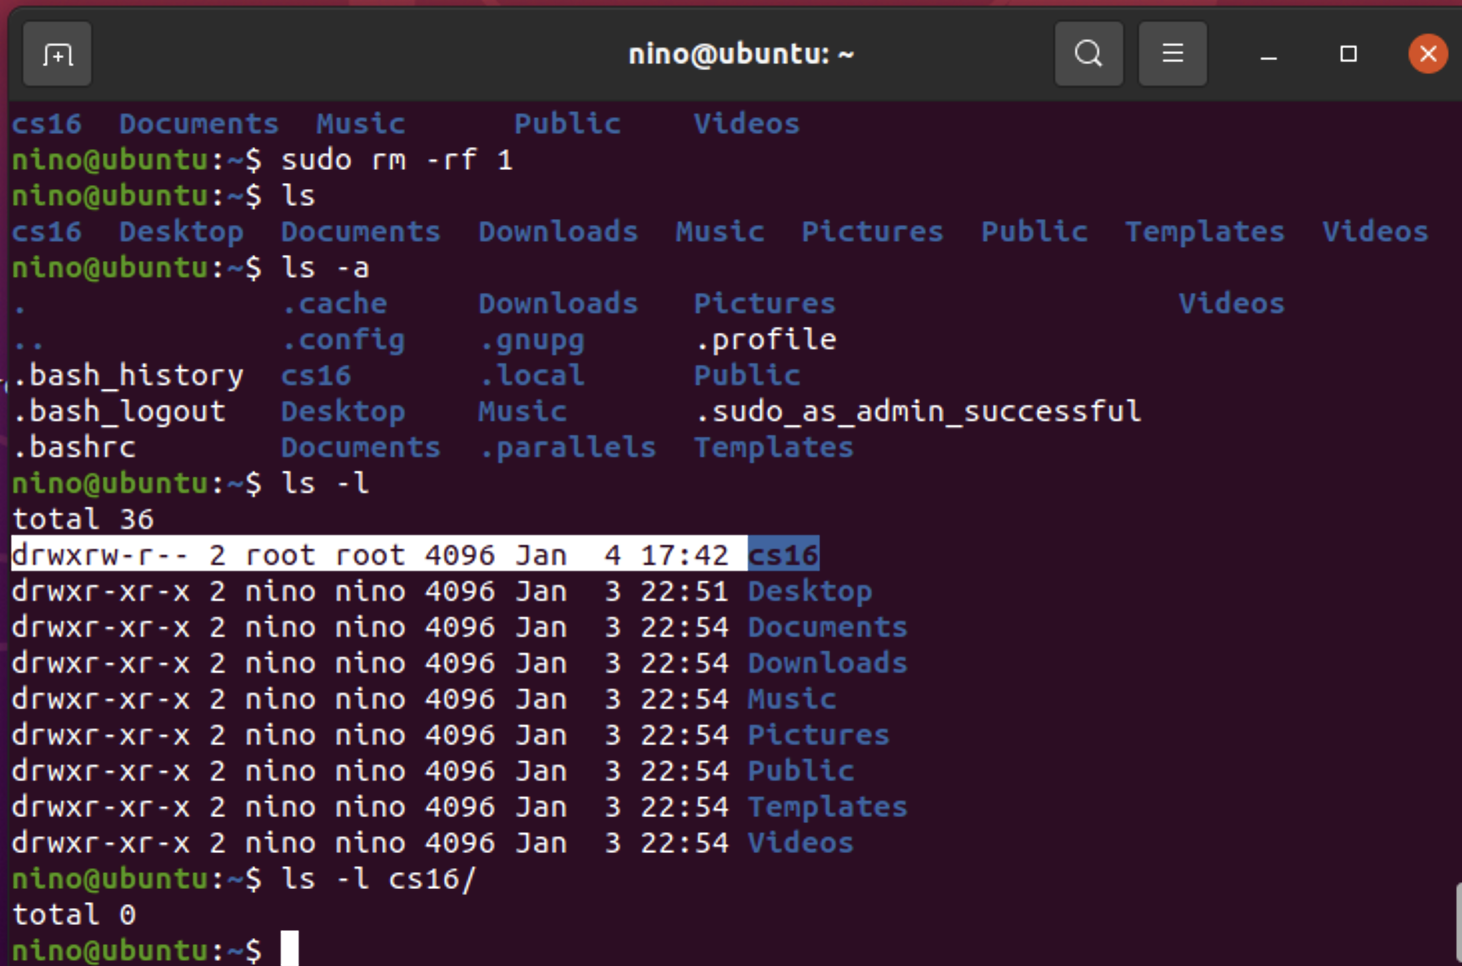 nino@ubuntu: ~
cs16  Documents  Music      Public    Videos
nino@ubuntu:~$ sudo rm -rf 1
nino@ubuntu:~$ ls
cs16  Desktop  Documents  Downloads  Music  Pictures  Public  Templates  Videos
nino@ubuntu:~$ ls -a
.              .cache     Downloads  Pictures                   Videos
..             .config    .gnupg     .profile
.bash_history  cs16       .local     Public
.bash_logout   Desktop    Music      .sudo_as_admin_successful
.bashrc        Documents  .parallels  Templates
nino@ubuntu:~$ ls -l
total 36
drwxrw-r-- 2 root root 4096 Jan  4 17:42 cs16
drwxr-xr-x 2 nino nino 4096 Jan  3 22:51 Desktop
drwxr-xr-x 2 nino nino 4096 Jan  3 22:54 Documents
drwxr-xr-x 2 nino nino 4096 Jan  3 22:54 Downloads
drwxr-xr-x 2 nino nino 4096 Jan  3 22:54 Music
drwxr-xr-x 2 nino nino 4096 Jan  3 22:54 Pictures
drwxr-xr-x 2 nino nino 4096 Jan  3 22:54 Public
drwxr-xr-x 2 nino nino 4096 Jan  3 22:54 Templates
drwxr-xr-x 2 nino nino 4096 Jan  3 22:54 Videos
nino@ubuntu:~$ ls -l cs16/
total 0
nino@ubuntu:~$